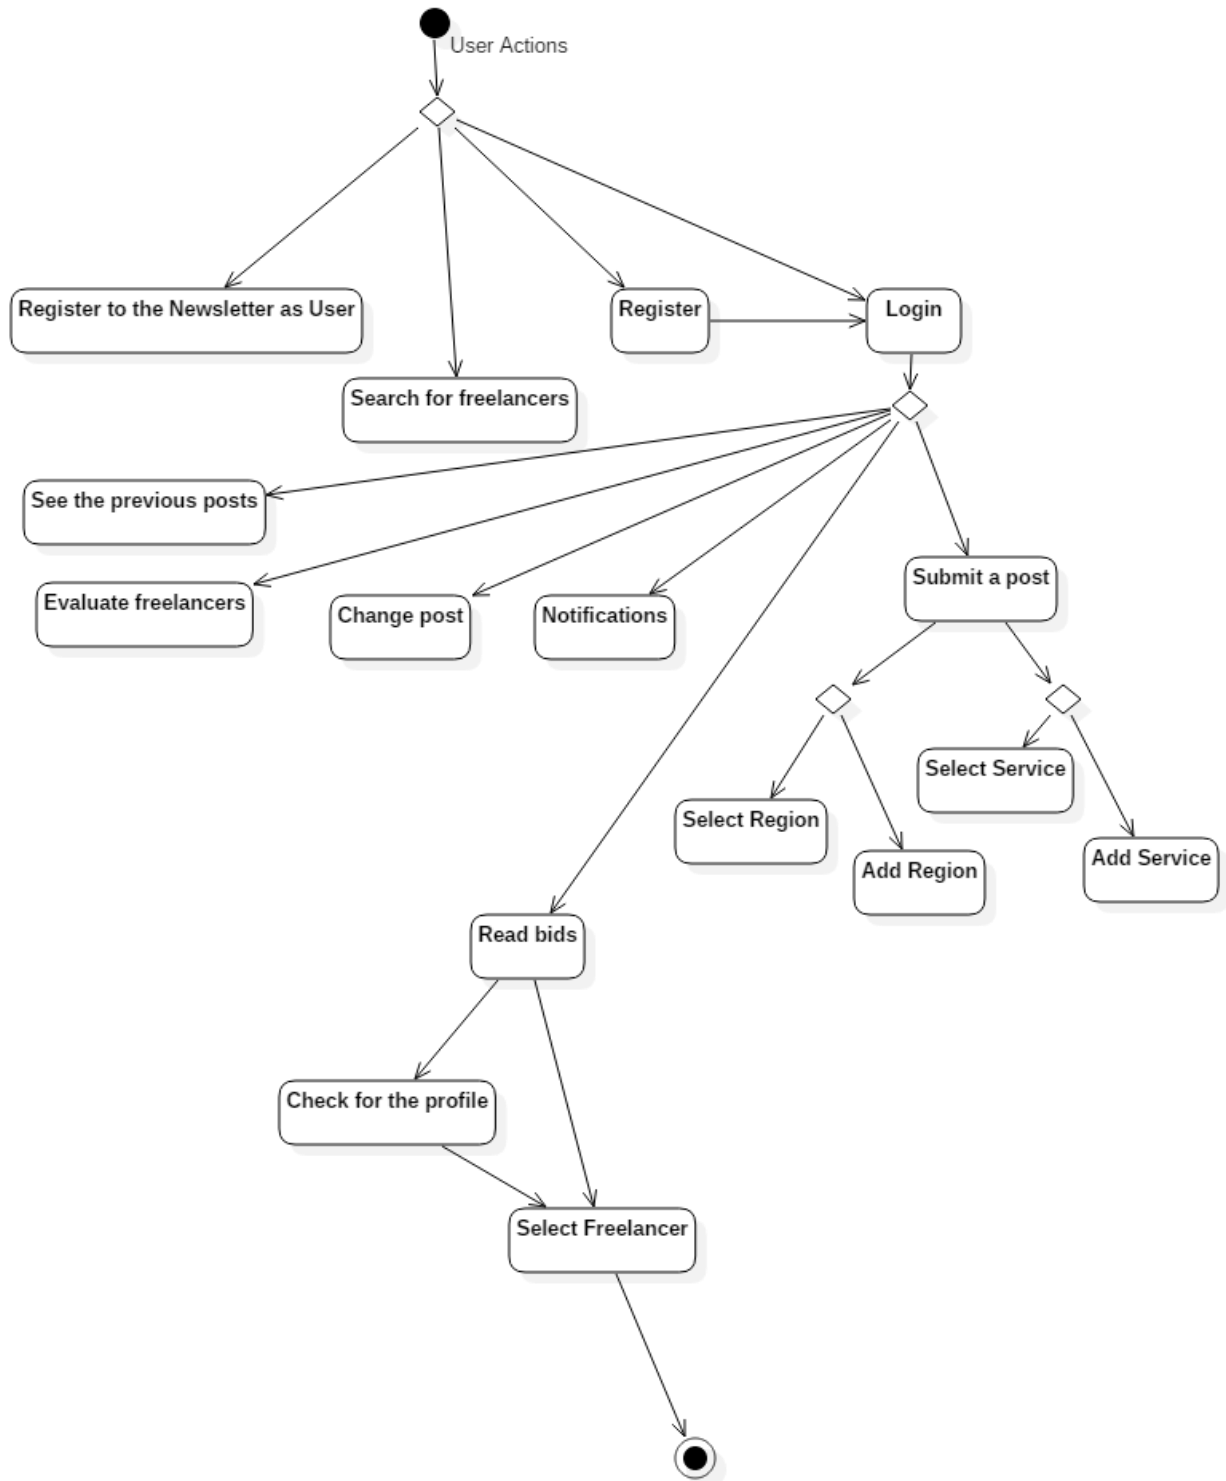 User Actions
Register to the Newsletter as User
Register
Login
Search for freelancers
See the previous posts
Submit a post
Evaluate freelancers
Change post
Notifications
Select Service
Select Region
Add Service
Add Region
Read bids
Check for the profile
Select Freelancer